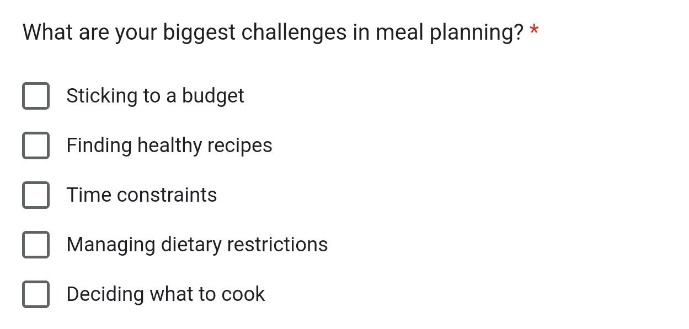 What are your biggest challenges in meal planning? *
Sticking to a budget
Finding healthy recipes
Time constraints
Managing dietary restrictions
Deciding what to cook